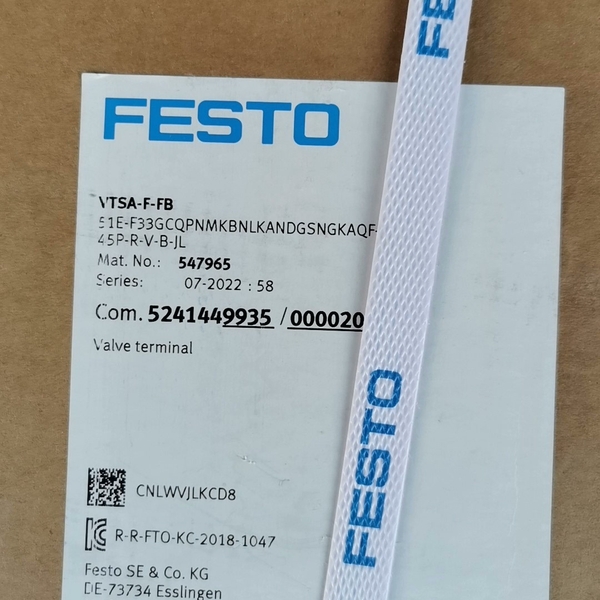 FESTO
VTSA-F-FB
51E-F33GCQPNMKBNLKANDGSNGKAQF-
45P-R-V-B-JL
Mat. No.: 547965
Series: 07-2022 : 58
Com. 5241449935 / 000020
Valve terminal
CNLWVJLKCD8
R-R-FTO-KC-2018-1047
Festo SE & Co. KG
DE-73734 Esslingen
FESTO